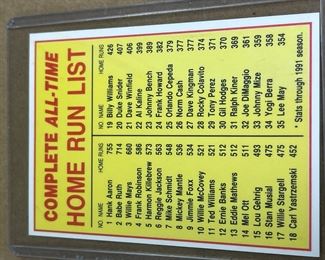 COMPLETE ALL-TIME
HOME RUN LIST
NO. NAME HOME RUNS
1 Hank Aaron 755
2 Babe Ruth 714
3 Willie Mays 660
4 Frank Robinson 586
5 Harmon Killebrew 573
6 Reggie Jackson 563
7 Mike Schmidt 548
8 Mickey Mantle 536
9 Jimmie Foxx 534
10 Willie McCovey 521
11 Ted Williams 521
12 Ernie Banks 512
13 Eddie Mathews 512
14 Mel Ott 511
15 Lou Gehrig 493
16 Stan Musial 475
17 Willie Stargell 475
18 Carl Yastrzemski 452
NO. NAME HOME RUNS
19 Billy Williams 426
20 Duke Snider 407
21 Dave Winfield 406
22 Al Kaline 399
23 Johnny Bench 389
24 Frank Howard 382
25 Orlando Cepeda 379
26 Norm Cash 377
27 Dave Kingman 377
28 Rocky Colavito 374
29 Tony Perez 371
30 Gil Hodges 370
31 Ralph Kiner 369
32 Joe DiMaggio 361
33 Johnny Mize 359
34 Yogi Berra 358
35 Lee May 354
* Stats through 1991 season.